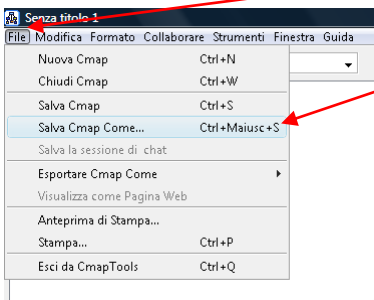 Senza titolo 1
File Modifica Formato Collaborare Strumenti Finestra Guida
Nuova Cmap Ctrl+N
Chiudi Cmap Ctrl+W
Salva Cmap Ctrl+S
Salva Cmap Come... Ctrl+Maiusc+S
Salva la sessione di chat
Esportare Cmap Come
Visualizza come Pagina Web
Anteprima di Stampa...
Stampa... Ctrl+P
Esci da CmapTools Ctrl+Q